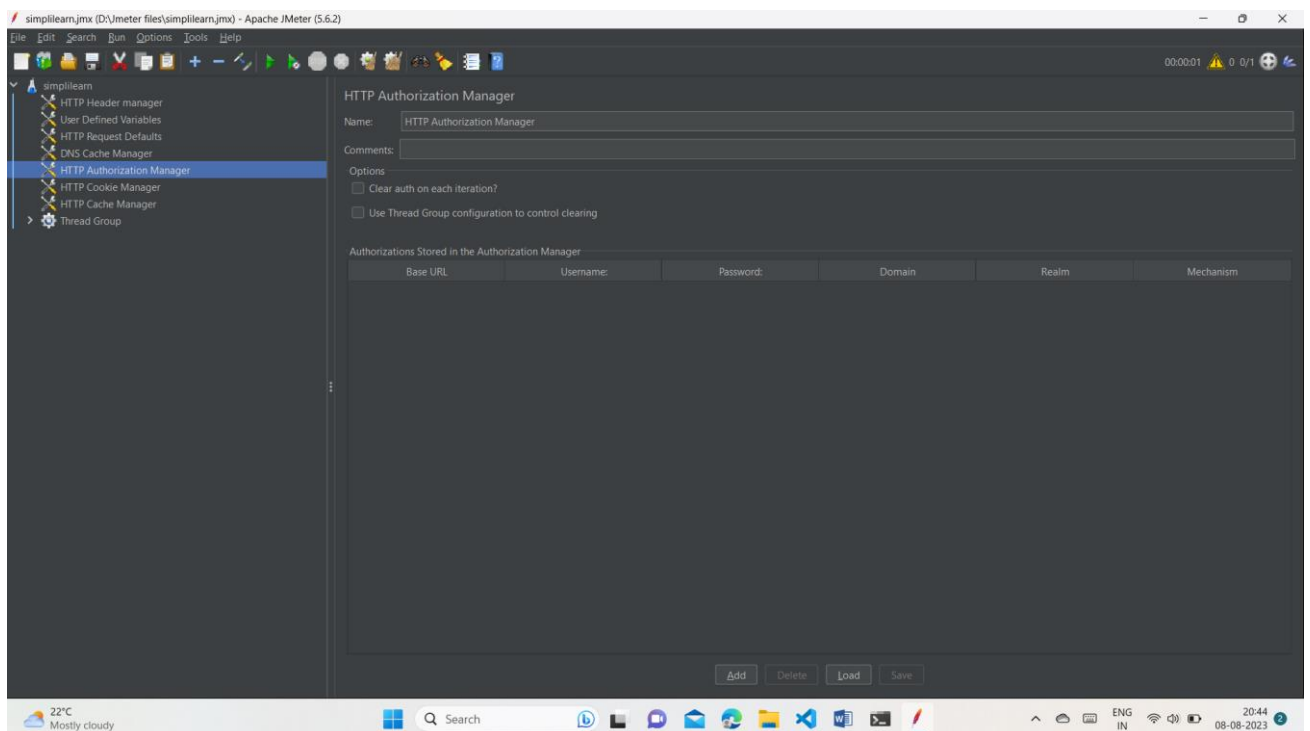 simplilearn.jmx (D:\Jmeter files\simplilearn.jmx) - Apache JMeter (5.6.2)
File Edit Search Run Options Tools Help
00:00:01 0 0/1
simplilearn
HTTP Header manager
User Defined Variables
HTTP Request Defaults
DNS Cache Manager
HTTP Authorization Manager
HTTP Cookie Manager
HTTP Cache Manager
Thread Group
HTTP Authorization Manager
Name: HTTP Authorization Manager
Comments:
Options
Clear auth on each iteration?
Use Thread Group configuration to control clearing
Authorizations Stored in the Authorization Manager
Base URL Username: Password: Domain Realm Mechanism
Add Delete Load Save
22°C
Mostly cloudy
Search
ENG
IN
20:44
08-08-2023
2